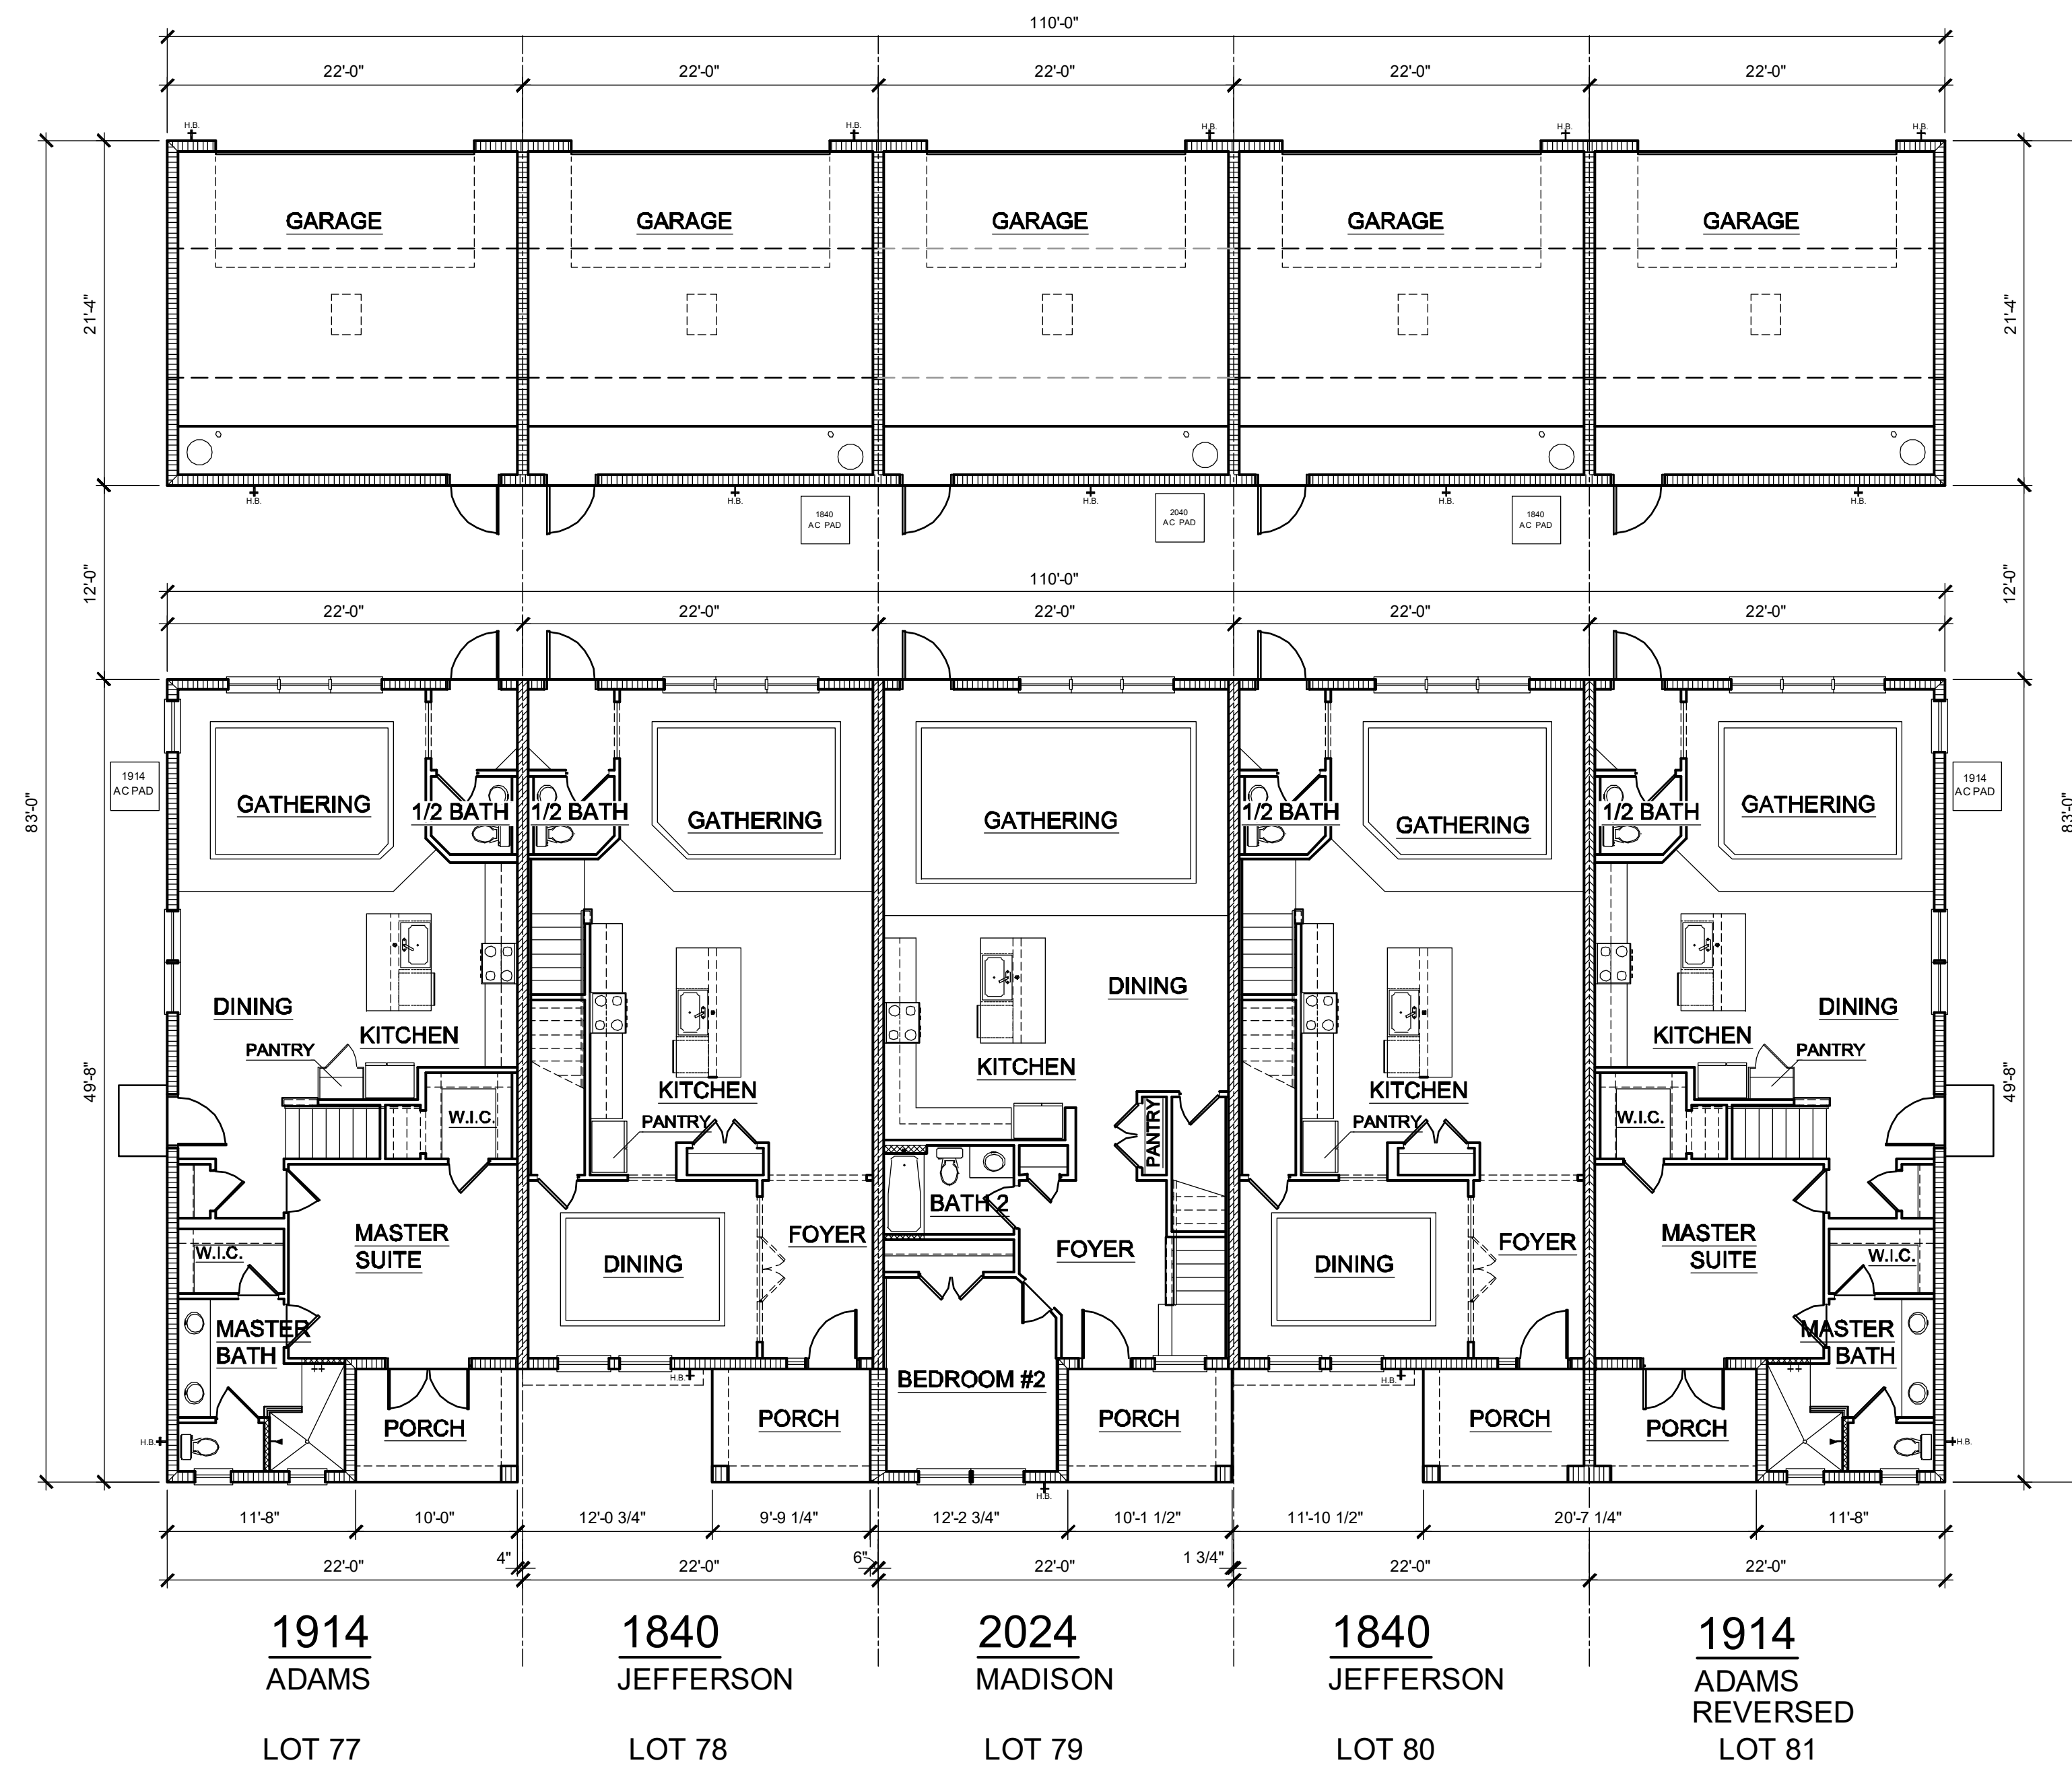 110'-0"
22'-0" 22'-0" 22'-0" 22'-0" 22'-0"
H.B. H.B. H.B. H.B. H.B.
GARAGE GARAGE GARAGE GARAGE GARAGE
21'-4" 21'-4"
H.B. H.B. H.B. H.B. H.B.
1840
AC PAD
2040
AC PAD
1840
AC PAD
12'-0" 12'-0"
110'-0"
22'-0" 22'-0" 22'-0" 22'-0" 22'-0"
83'-0" 83'-0"
1914
AC PAD
1914
AC PAD
GATHERING 1/2 BATH 1/2 BATH GATHERING GATHERING 1/2 BATH GATHERING 1/2 BATH GATHERING
DINING DINING DINING
KITCHEN KITCHEN KITCHEN KITCHEN KITCHEN
PANTRY PANTRY PANTRY PANTRY PANTRY
49'-8" 49'-8"
W.I.C. W.I.C.
MASTER
SUITE
MASTER
SUITE
BATH 2
FOYER FOYER FOYER
W.I.C. W.I.C.
DINING DINING
MASTER
BATH
MASTER
BATH
H.B. H.B.
BEDROOM #2
PORCH PORCH PORCH PORCH PORCH
H.B. H.B.
H.B.
11'-8" 10'-0" 12'-0 3/4" 9'-9 1/4" 12'-2 3/4" 10'-1 1/2" 11'-10 1/2" 20'-7 1/4" 11'-8"
4" 6" 1 3/4"
22'-0" 22'-0" 22'-0" 22'-0" 22'-0"
1914 1840 2024 1840 1914
ADAMS JEFFERSON MADISON JEFFERSON ADAMS
REVERSED
LOT 77 LOT 78 LOT 79 LOT 80 LOT 81